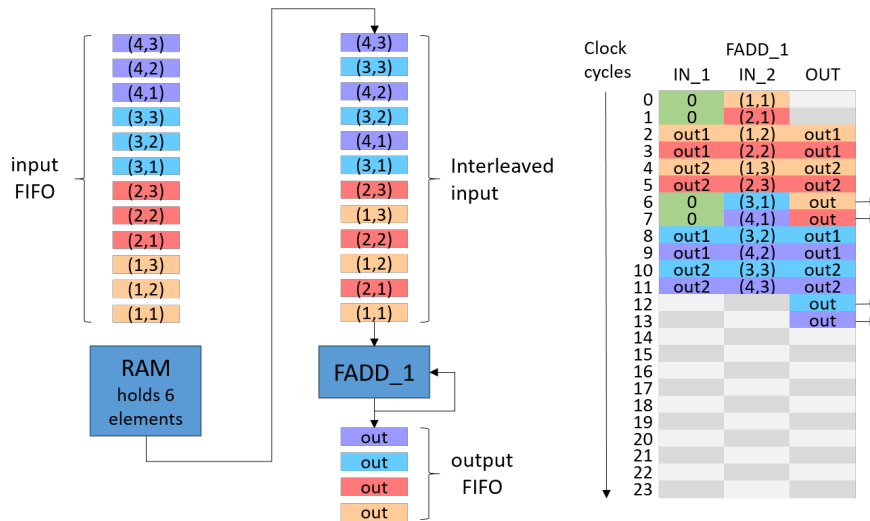 input
FIFO
(4,3)
(4,2)
(4,1)
(3,3)
(3,2)
(3,1)
(2,3)
(2,2)
(2,1)
(1,3)
(1,2)
(1,1)
RAM
holds 6
elements
(4,3)
(3,3)
(4,2)
(3,2)
(4,1)
(3,1)
(2,3)
(1,3)
(2,2)
(1,2)
(2,1)
(1,1)
Interleaved
input
FADD_1
out
out
out
out
output
FIFO
Clock
cycles
FADD_1
IN_1 IN_2 OUT
0 0 (1,1)
1 0 (2,1)
2 out1 (1,2) out1
3 out1 (2,2) out1
4 out2 (1,3) out2
5 out2 (2,3) out2
6 0 (3,1) out
7 0 (4,1) out
8 out1 (3,2) out1
9 out1 (4,2) out1
10 out2 (3,3) out2
11 out2 (4,3) out2
12 out
13 out
14
15
16
17
18
19
20
21
22
23